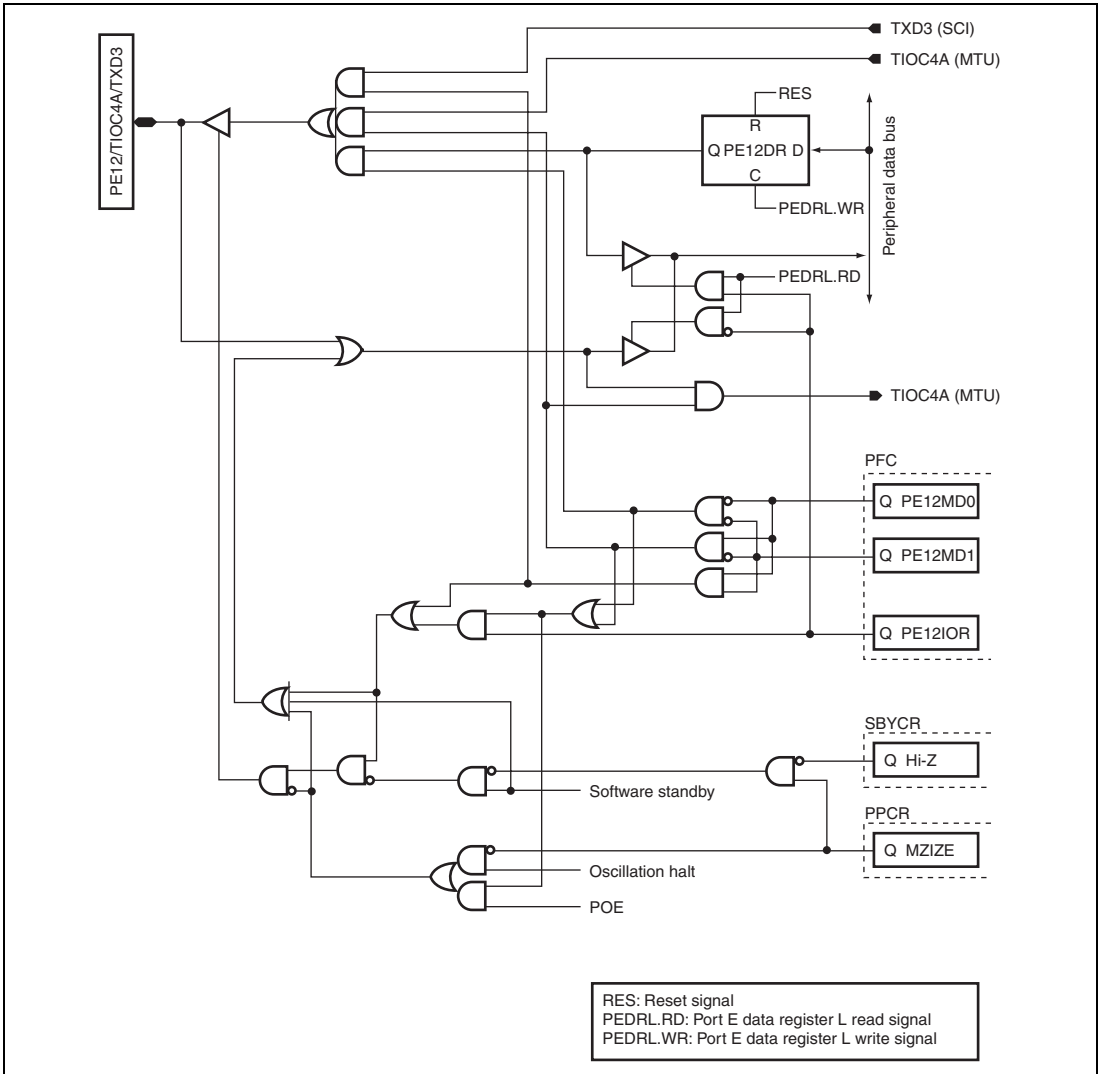 PE12/TIOC4A/TXD3
TXD3 (SCI)
TIOC4A (MTU)
RES
R
Q PE12DR D
C
PEDRL.WR
Peripheral data bus
PEDRL.RD
TIOC4A (MTU)
PFC
Q PE12MD0
Q PE12MD1
Q PE12IOR
SBYCR
Q Hi-Z
Software standby
PPCR
Q MZIZE
Oscillation halt
POE
RES: Reset signal
PEDRL.RD: Port E data register L read signal
PEDRL.WR: Port E data register L write signal